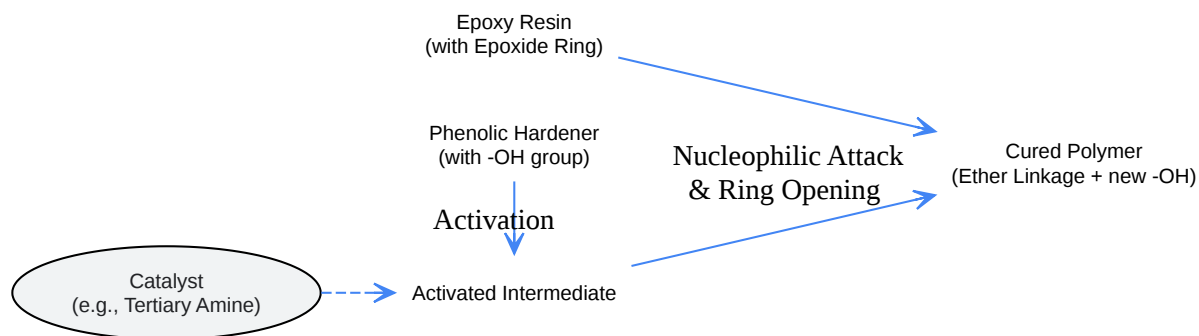 Epoxy Resin
(with Epoxide Ring)
Phenolic Hardener
(with -OH group)
Nucleophilic Attack
& Ring Opening
Cured Polymer
(Ether Linkage + new -OH)
Activation
Catalyst
(e.g., Tertiary Amine)
Activated Intermediate